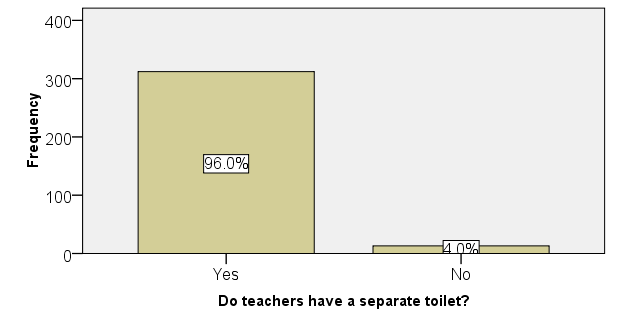 400
300
200
100
0
Frequency
96.0%
4.0%
Yes
No
Do teachers have a separate toilet?